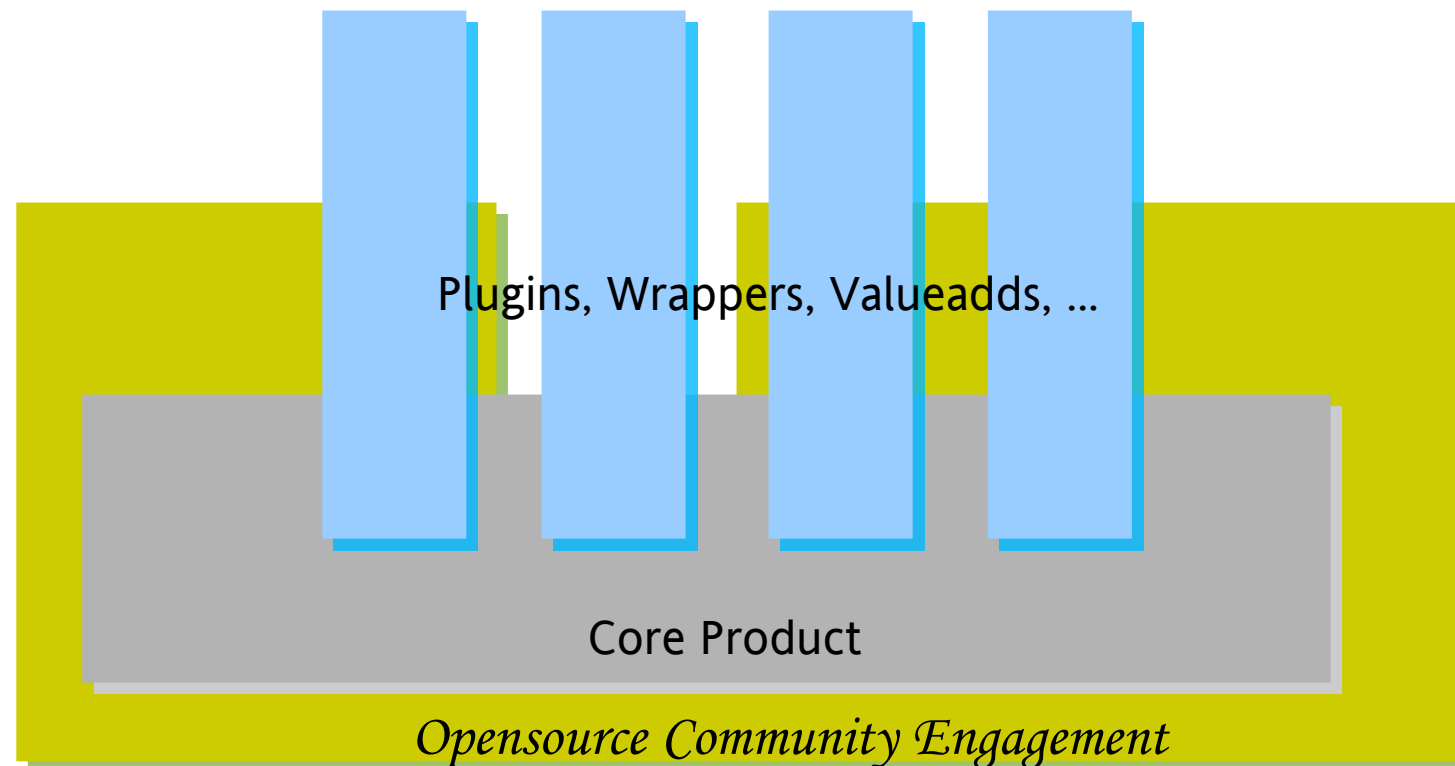 Plugins, Wrappers, Valueadds, ...
Core Product
Opensource Community Engagement